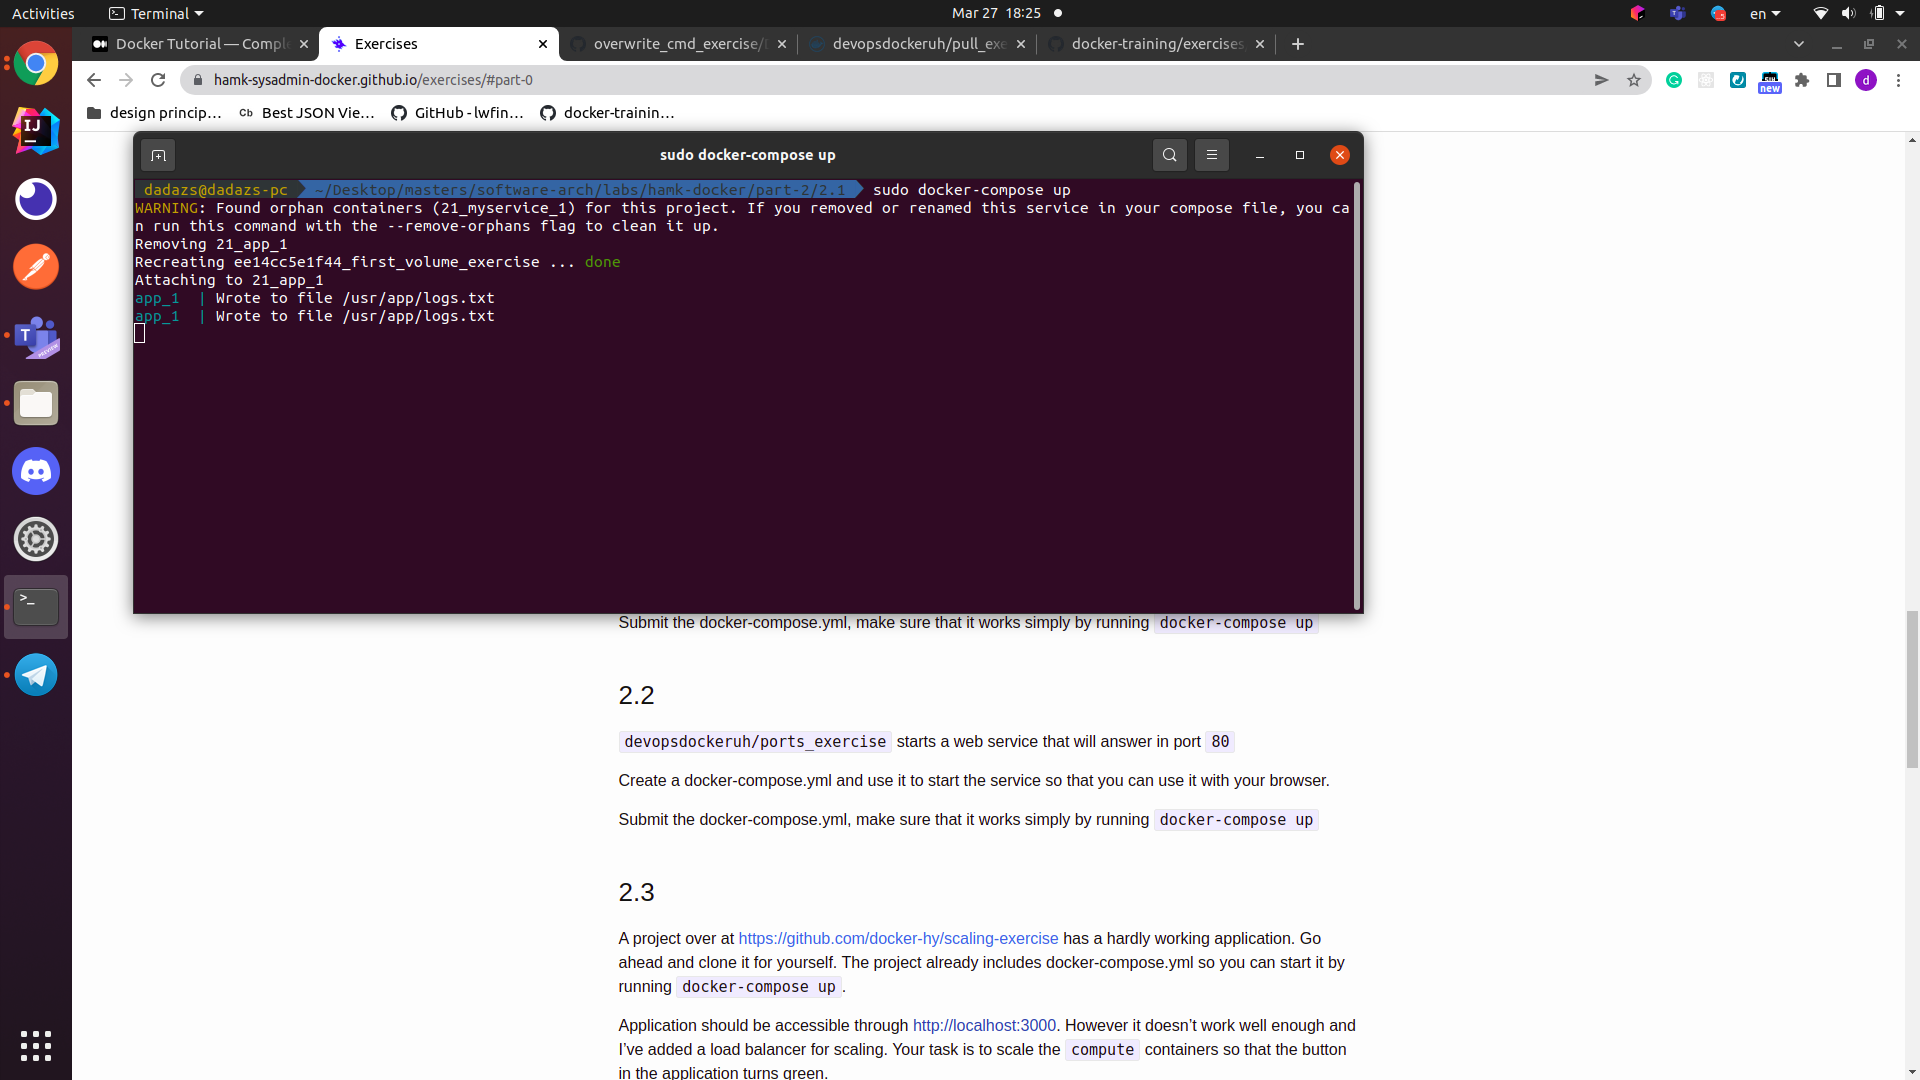 Activities
Terminal
Mar 27 18:25
en
Docker Tutorial — Comple
Exercises
overwrite_cmd_exercise/
devopsdockeruh/pull_exe
docker-training/exercises
hamk-sysadmin-docker.github.io/exercises/#part-0
new
d
design princip…
Cb Best JSON Vie…
GitHub - lwfin…
docker-trainin…
sudo docker-compose up
dadazs@dadazs-pc ~/Desktop/masters/software-arch/labs/hamk-docker/part-2/2.1 sudo docker-compose up
WARNING: Found orphan containers (21_myservice_1) for this project. If you removed or renamed this service in your compose file, you ca
n run this command with the --remove-orphans flag to clean it up.
Removing 21_app_1
Recreating ee14cc5e1f44_first_volume_exercise ... done
Attaching to 21_app_1
app_1 | Wrote to file /usr/app/logs.txt
app_1 | Wrote to file /usr/app/logs.txt
Submit the docker-compose.yml, make sure that it works simply by running docker-compose up
2.2
devopsdockeruh/ports_exercise starts a web service that will answer in port 80
Create a docker-compose.yml and use it to start the service so that you can use it with your browser.
Submit the docker-compose.yml, make sure that it works simply by running docker-compose up
2.3
A project over at https://github.com/docker-hy/scaling-exercise has a hardly working application. Go
ahead and clone it for yourself. The project already includes docker-compose.yml so you can start it by
running docker-compose up.
Application should be accessible through http://localhost:3000. However it doesn’t work well enough and
I’ve added a load balancer for scaling. Your task is to scale the compute containers so that the button
in the application turns green.